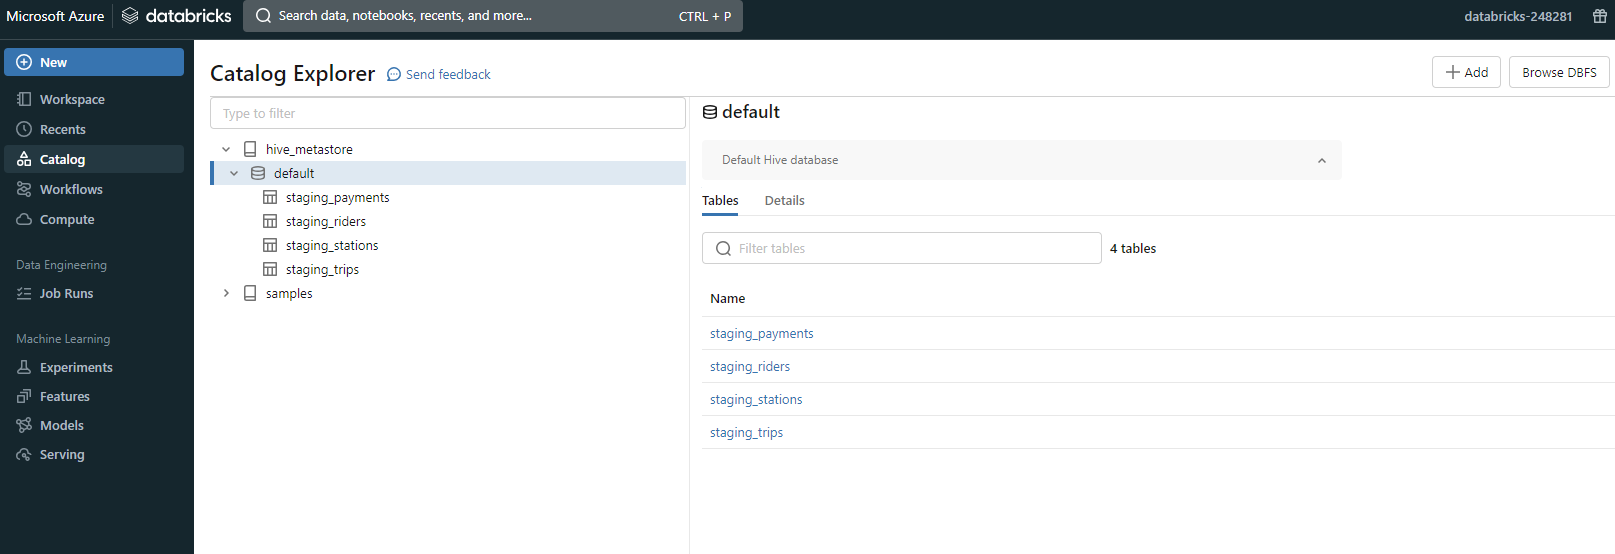 Microsoft Azure databricks Search data, notebooks, recents, and more... CTRL + P databricks-248281
New
Workspace
Recents
Catalog
Workflows
Compute
Data Engineering
Job Runs
Machine Learning
Experiments
Features
Models
Serving
Catalog Explorer Send feedback
Add Browse DBFS
Type to filter
hive_metastore
default
staging_payments
staging_riders
staging_stations
staging_trips
samples
default
Default Hive database
Tables Details
Filter tables 4 tables
Name
staging_payments
staging_riders
staging_stations
staging_trips